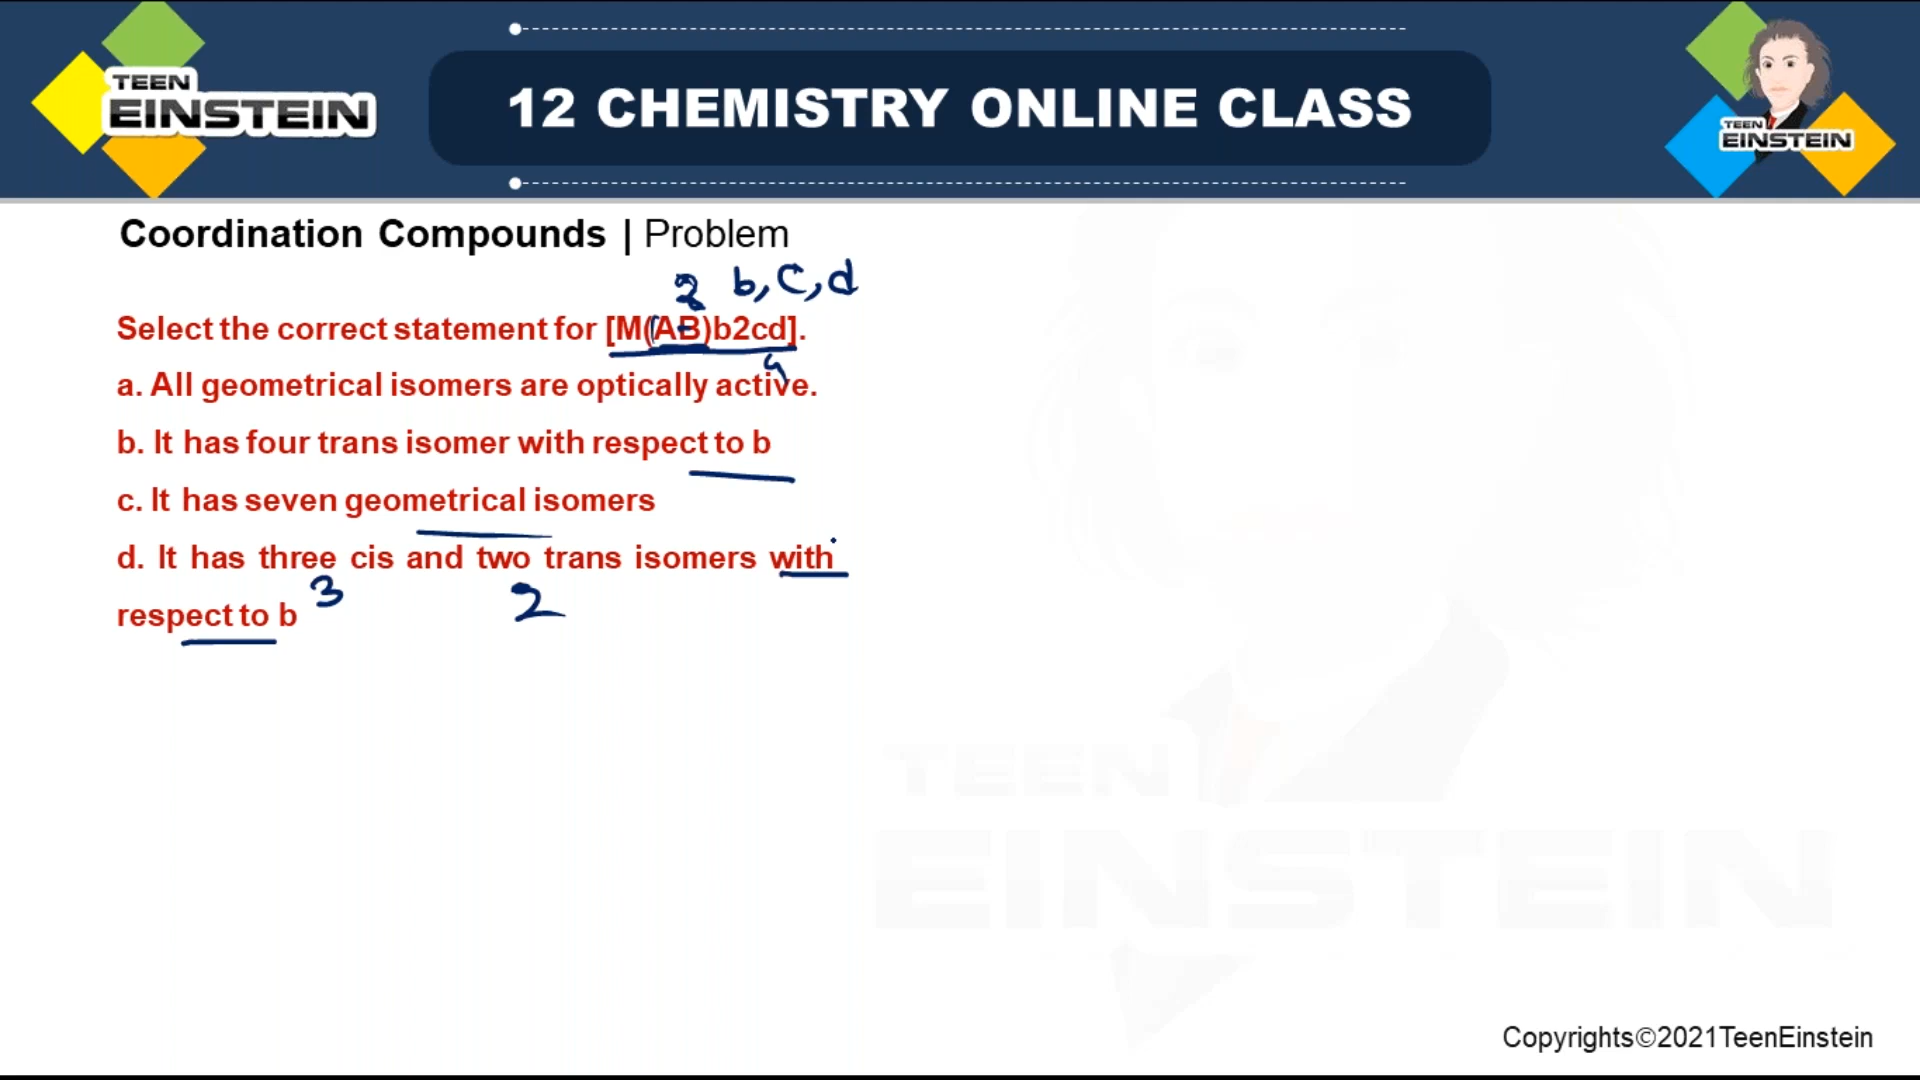 TEEN
EINSTEIN
12 CHEMISTRY ONLINE CLASS
TEEN
EINSTEIN
Coordination Compounds | Problem
2 b, c, d
Select the correct statement for [M(AB)b2cd].
a. All geometrical isomers are optically active.
b. It has four trans isomer with respect to b
c. It has seven geometrical isomers
d. It has three cis and two trans isomers with
respect to b
3 2
TEEN
EINSTEIN
Copyrights©2021TeenEinstein